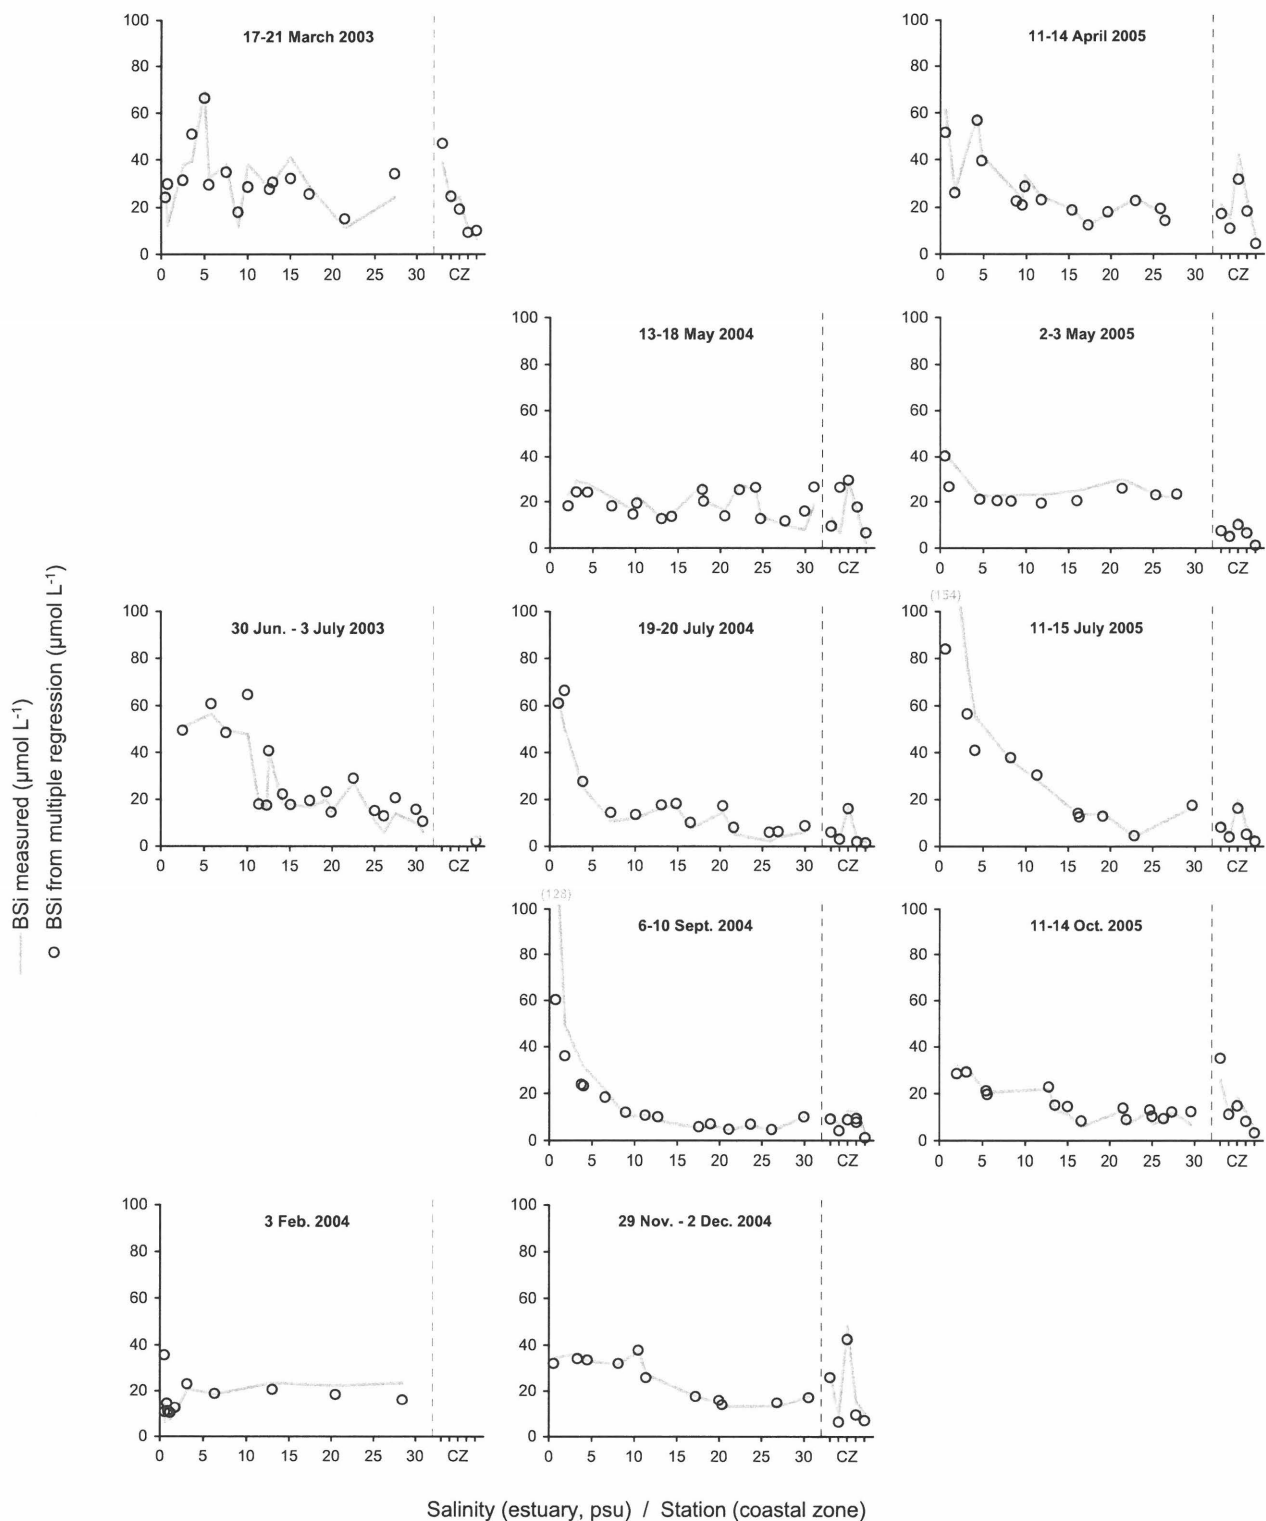 17-21 March 2003
100
80
60
40
20
0
0 5 10 15 20 25 30 CZ
11-14 April 2005
100
80
60
40
20
0
0 5 10 15 20 25 30 CZ
13-18 May 2004
100
80
60
40
20
0
0 5 10 15 20 25 30 CZ
2-3 May 2005
100
80
60
40
20
0
0 5 10 15 20 25 30 CZ
30 Jun. - 3 July 2003
100
80
60
40
20
0
0 5 10 15 20 25 30 CZ
19-20 July 2004
100
80
60
40
20
0
0 5 10 15 20 25 30 CZ
(134)
11-15 July 2005
100
80
60
40
20
0
0 5 10 15 20 25 30 CZ
(128)
6-10 Sept. 2004
100
80
60
40
20
0
0 5 10 15 20 25 30 CZ
11-14 Oct. 2005
100
80
60
40
20
0
0 5 10 15 20 25 30 CZ
3 Feb. 2004
100
80
60
40
20
0
0 5 10 15 20 25 30 CZ
29 Nov. - 2 Dec. 2004
100
80
60
40
20
0
0 5 10 15 20 25 30 CZ
BSi measured (µmol L⁻¹)
BSi from multiple regression (µmol L⁻¹)
Salinity (estuary, psu) / Station (coastal zone)